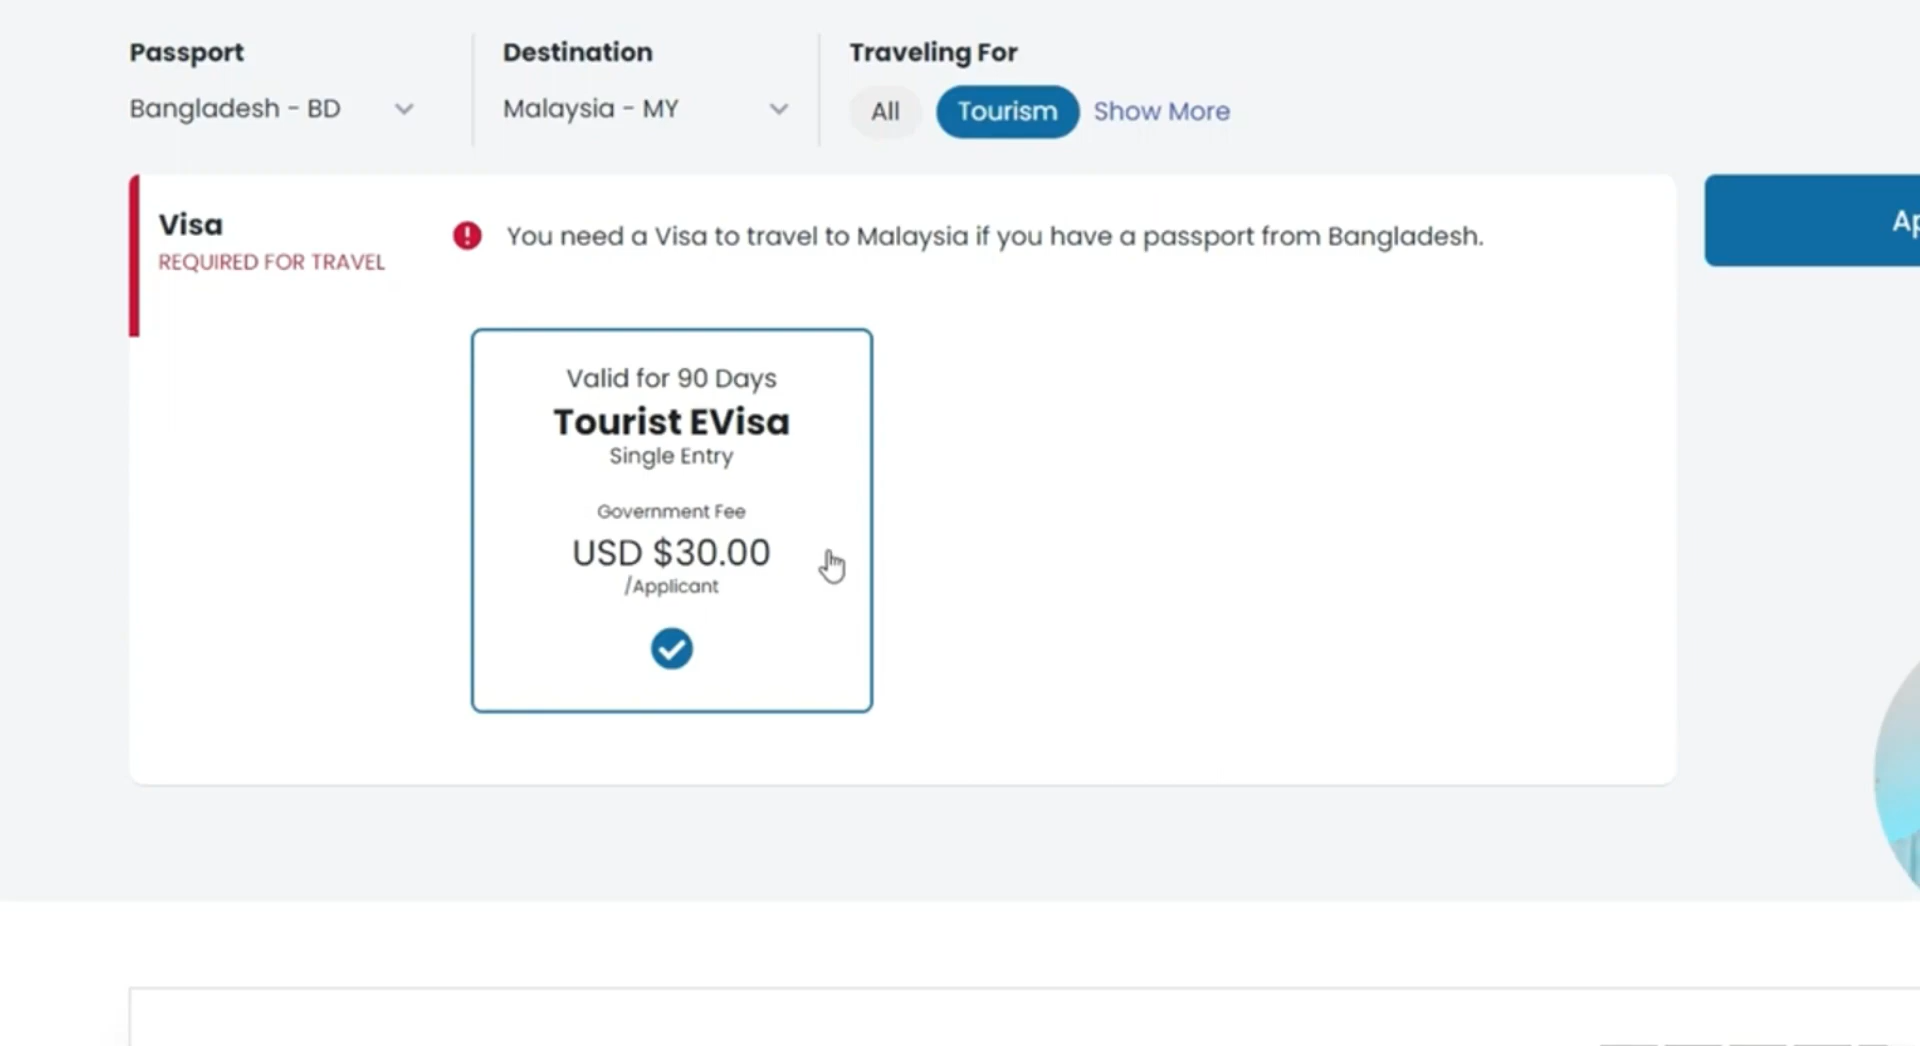 Passport
Destination
Traveling For
Bangladesh - BD
Malaysia - MY
All
Tourism
Show More
Visa
REQUIRED FOR TRAVEL
You need a Visa to travel to Malaysia if you have a passport from Bangladesh.
Valid for 90 Days
Tourist EVisa
Single Entry
Government Fee
USD $30.00
/Applicant